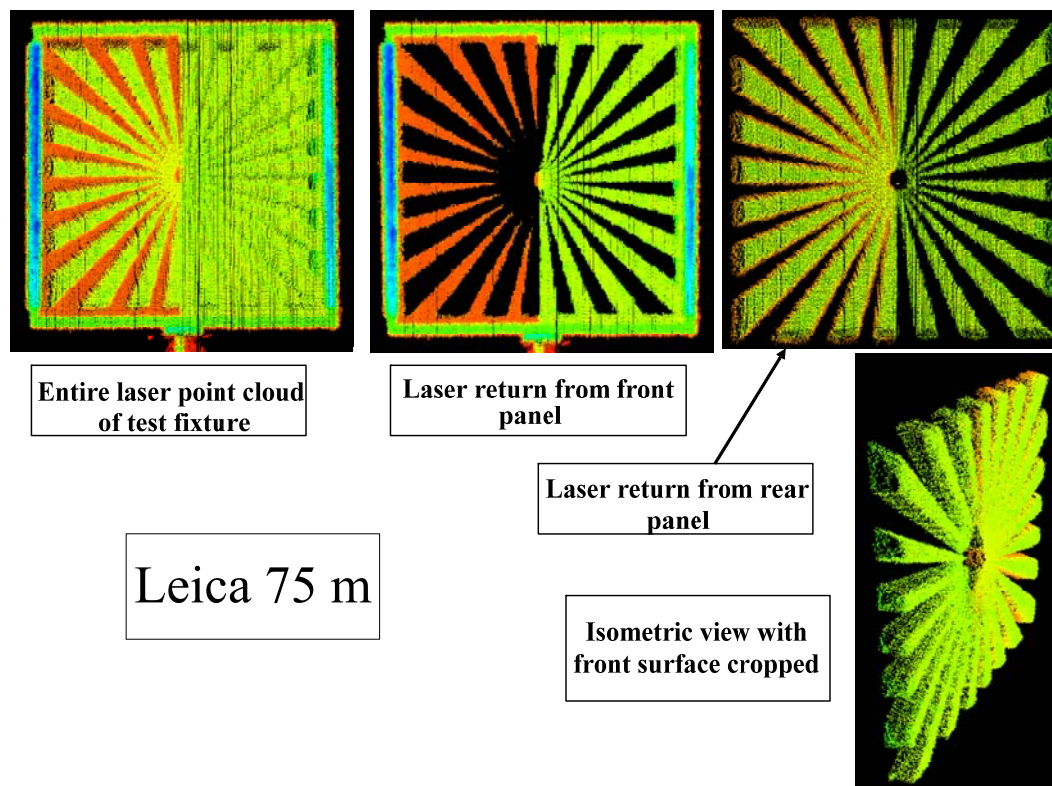 Entire laser point cloud
of test fixture
Laser return from front
panel
Laser return from rear
panel
Leica 75 m
Isometric view with
front surface cropped